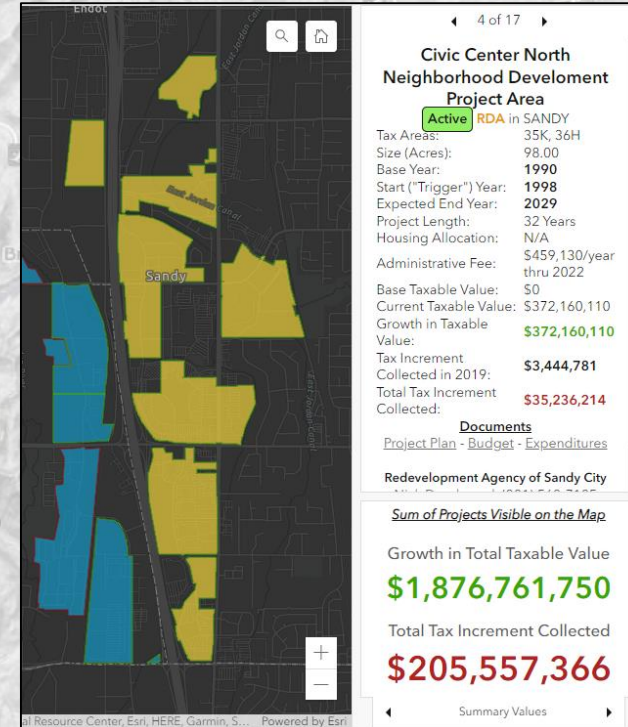 Endot
East Jordan Canal
East Jordan Canal
Sandy
East Jordan Canal
al Resource Center, Esri, HERE, Garmin, S... Powered by Esri
4 of 17
Civic Center North
Neighborhood Develoment
Project Area
Active RDA in SANDY
Tax Areas: 35K, 36H
Size (Acres): 98.00
Base Year: 1990
Start ("Trigger") Year: 1998
Expected End Year: 2029
Project Length: 32 Years
Housing Allocation: N/A
Administrative Fee: $459,130/year
thru 2022
Base Taxable Value: $0
Current Taxable Value: $372,160,110
Growth in Taxable
Value: $372,160,110
Tax Increment
Collected in 2019: $3,444,781
Total Tax Increment
Collected: $35,236,214
Documents
Project Plan - Budget - Expenditures
Redevelopment Agency of Sandy City
Sum of Projects Visible on the Map
Growth in Total Taxable Value
$1,876,761,750
Total Tax Increment Collected
$205,557,366
Summary Values